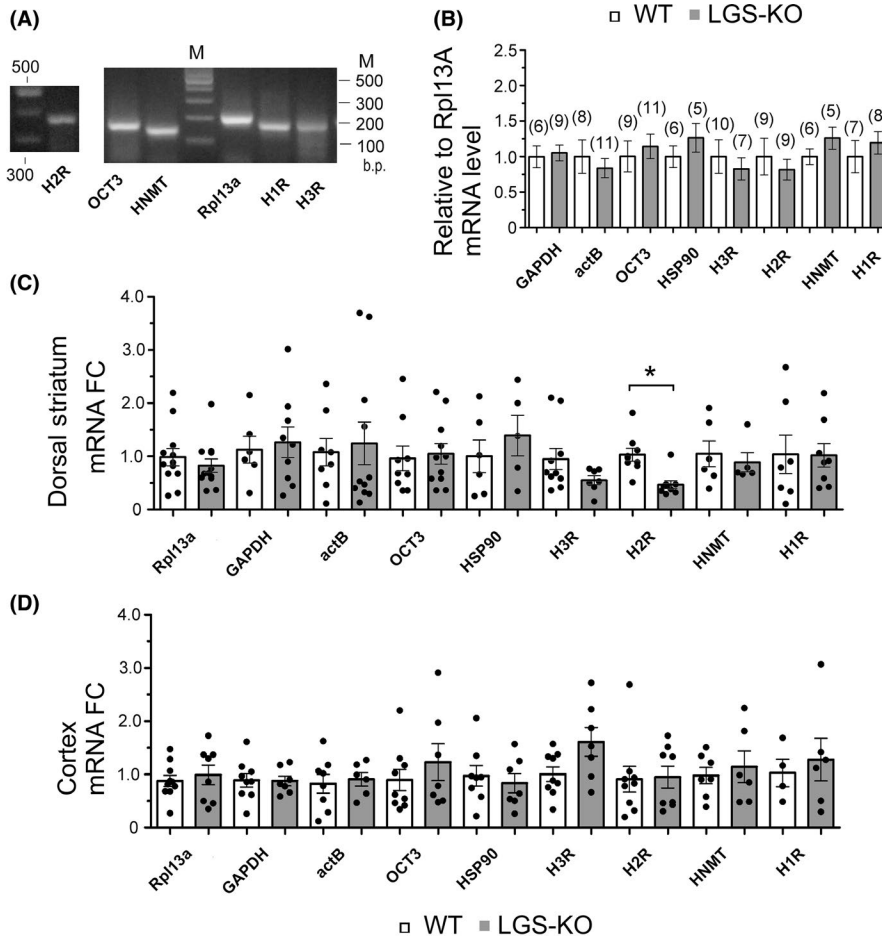 (A)
500
300
H2R
M
M
500
300
200
100
b.p.
OCT3
HNMT
Rpl13a
H1R
H3R
(B)
WT LGS-KO
Relative to Rpl13A
mRNA level
2.5
2.0
1.5
1.0
0.5
0
(6) (9) (8) (11) (9) (11) (6) (5) (10) (7) (9) (9) (6) (5) (7) (8
GAPDH actB OCT3 HSP90 H3R H2R HNMT H1R
(C)
Dorsal striatum
mRNA FC
4.0
3.0
2.0
1.0
0
*
Rpl13a GAPDH actB OCT3 HSP90 H3R H2R HNMT H1R
(D)
Cortex
mRNA FC
4.0
3.0
2.0
1.0
0
Rpl13a GAPDH actB OCT3 HSP90 H3R H2R HNMT H1R
WT LGS-KO